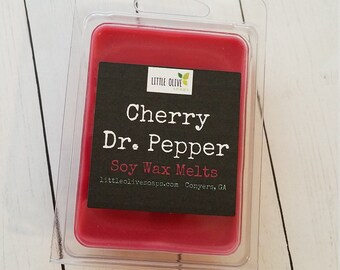 LITTLE OLIVE
Cherry
Dr. Pepper
Soy Wax Melts
littleolivesoaps.com Conyers, GA